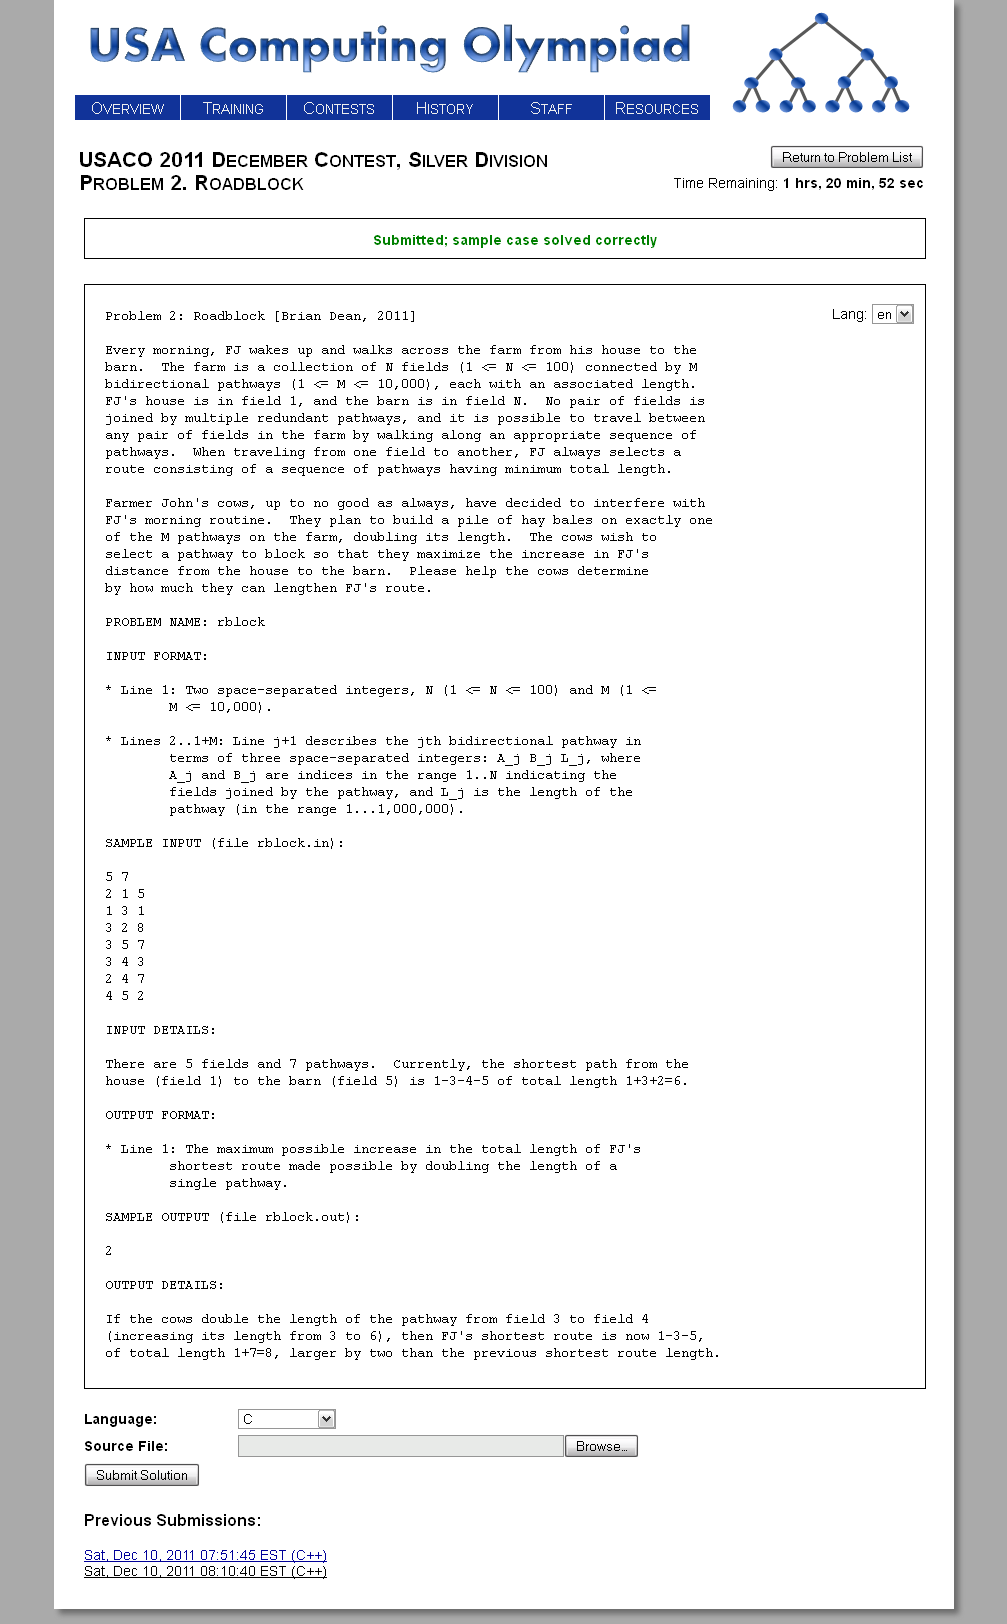 USA Computing Olympiad
OVERVIEW TRAINING CONTESTS HISTORY STAFF RESOURCES
USACO 2011 DECEMBER CONTEST, SILVER DIVISION
PROBLEM 2. ROADBLOCK
Return to Problem List
Time Remaining: 1 hrs, 20 min, 52 sec
Submitted; sample case solved correctly
Lang: en
Problem 2: Roadblock [Brian Dean, 2011]
Every morning, FJ wakes up and walks across the farm from his house to the
barn.  The farm is a collection of N fields (1 <= N <= 100) connected by M
bidirectional pathways (1 <= M <= 10,000), each with an associated length.
FJ's house is in field 1, and the barn is in field N.  No pair of fields is
joined by multiple redundant pathways, and it is possible to travel between
any pair of fields in the farm by walking along an appropriate sequence of
pathways.  When traveling from one field to another, FJ always selects a
route consisting of a sequence of pathways having minimum total length.
Farmer John's cows, up to no good as always, have decided to interfere with
FJ's morning routine.  They plan to build a pile of hay bales on exactly one
of the M pathways on the farm, doubling its length.  The cows wish to
select a pathway to block so that they maximize the increase in FJ's
distance from the house to the barn.  Please help the cows determine
by how much they can lengthen FJ's route.
PROBLEM NAME: rblock
INPUT FORMAT:
* Line 1: Two space-separated integers, N (1 <= N <= 100) and M (1 <=
M <= 10,000).
* Lines 2..1+M: Line j+1 describes the jth bidirectional pathway in
terms of three space-separated integers: A_j B_j L_j, where
A_j and B_j are indices in the range 1..N indicating the
fields joined by the pathway, and L_j is the length of the
pathway (in the range 1...1,000,000).
SAMPLE INPUT (file rblock.in):
5 7
2 1 5
1 3 1
3 2 8
3 5 7
3 4 3
2 4 7
4 5 2
INPUT DETAILS:
There are 5 fields and 7 pathways.  Currently, the shortest path from the
house (field 1) to the barn (field 5) is 1-3-4-5 of total length 1+3+2=6.
OUTPUT FORMAT:
* Line 1: The maximum possible increase in the total length of FJ's
shortest route made possible by doubling the length of a
single pathway.
SAMPLE OUTPUT (file rblock.out):
2
OUTPUT DETAILS:
If the cows double the length of the pathway from field 3 to field 4
(increasing its length from 3 to 6), then FJ's shortest route is now 1-3-5,
of total length 1+7=8, larger by two than the previous shortest route length.
Language: C
Source File: Browse...
Submit Solution
Previous Submissions:
Sat, Dec 10, 2011 07:51:45 EST (C++)
Sat, Dec 10, 2011 08:10:40 EST (C++)